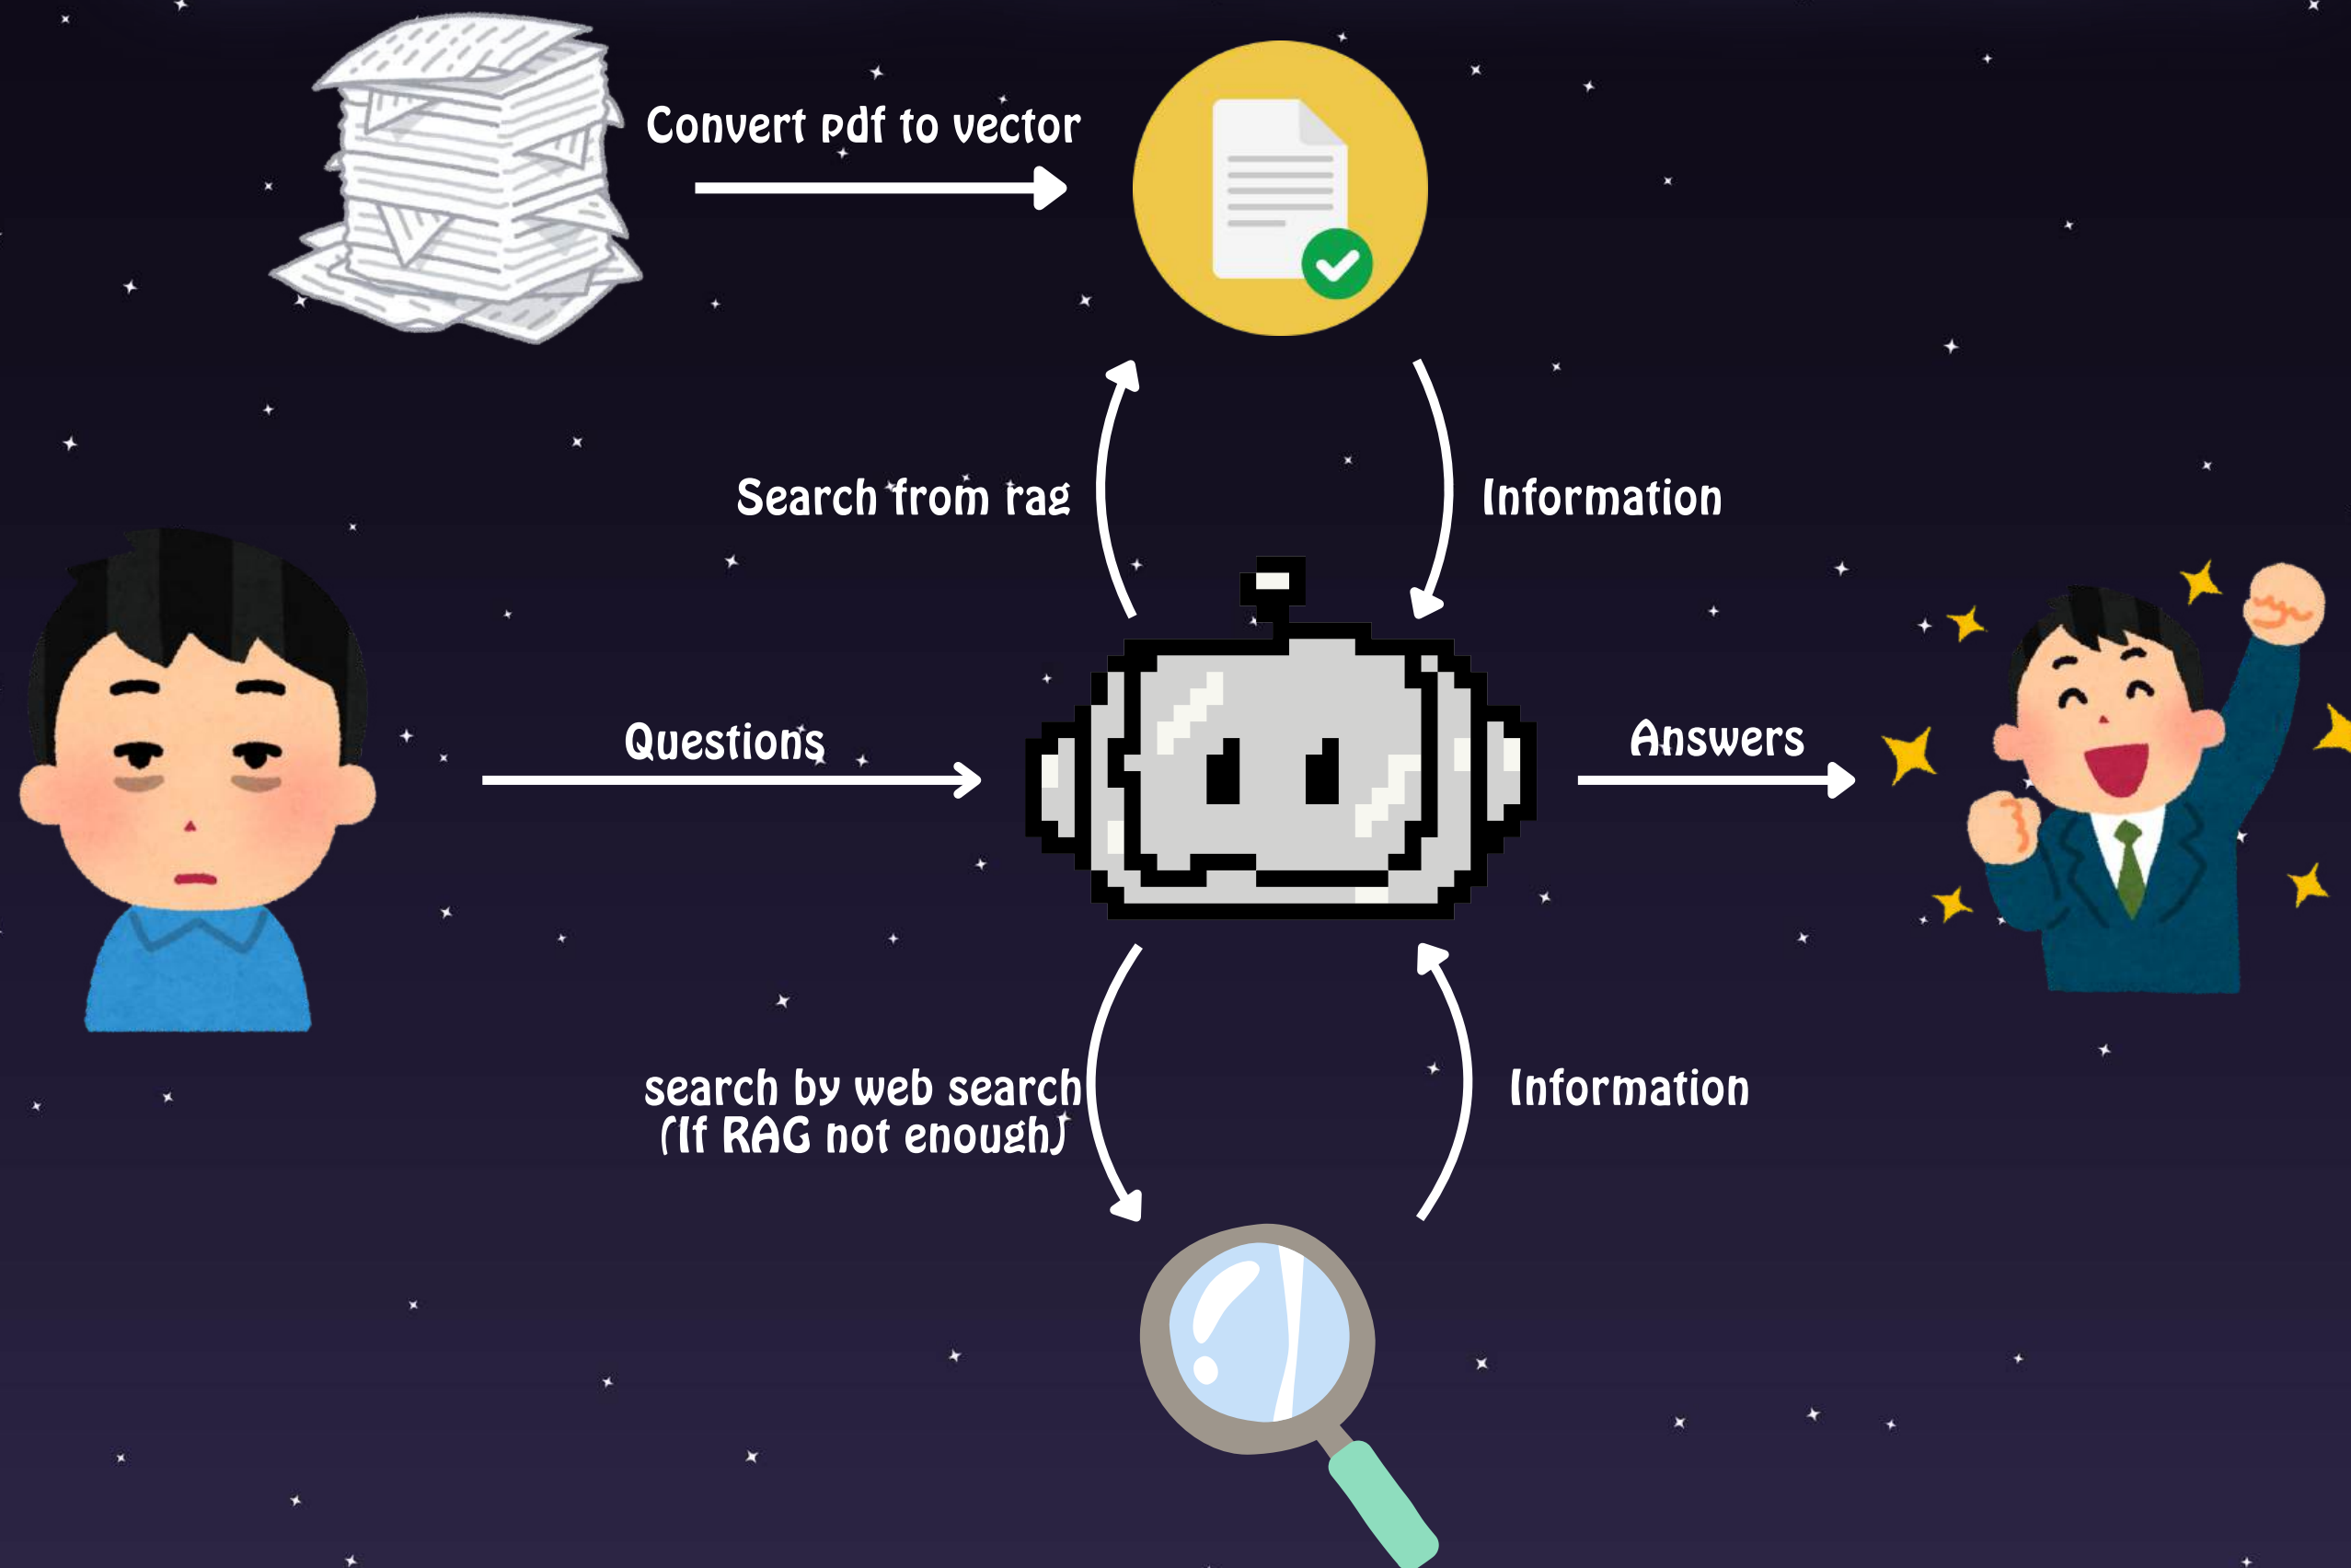 Convert pdf to vector
Search from rag
Information
Questions
Answers
search by web search
(If RAG not enough)
Information